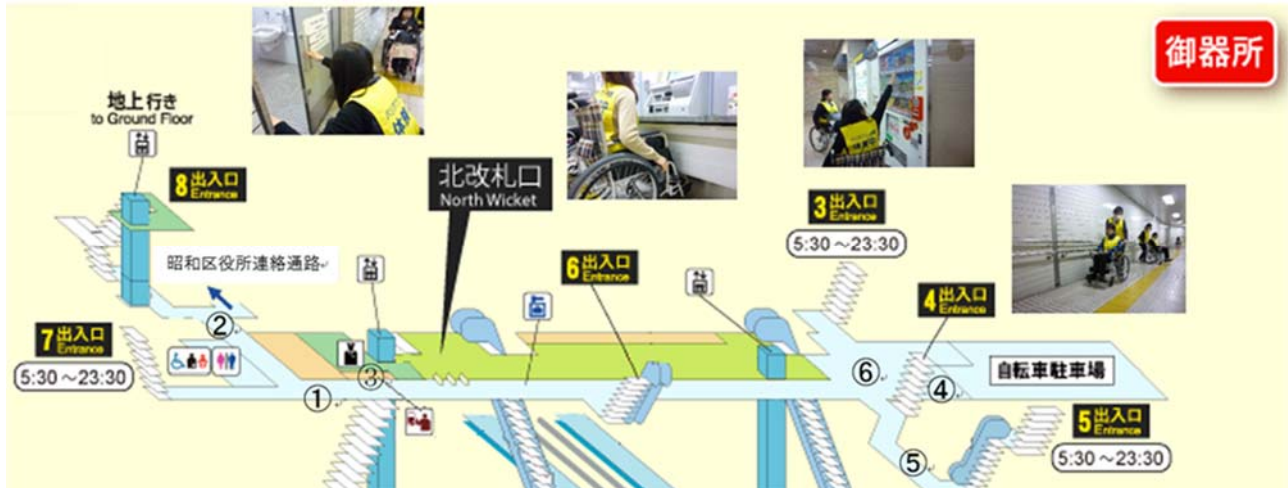 御器所
地上行き
to Ground Floor
8 出入口
Entrance
北改札口
North Wicket
3 出入口
Entrance
5:30～23:30
昭和区役所連絡通路
6 出入口
Entrance
4 出入口
Entrance
7 出入口
Entrance
5:30～23:30
②
③
①
⑥
④
自転車駐車場
5 出入口
Entrance
5:30～23:30
⑤